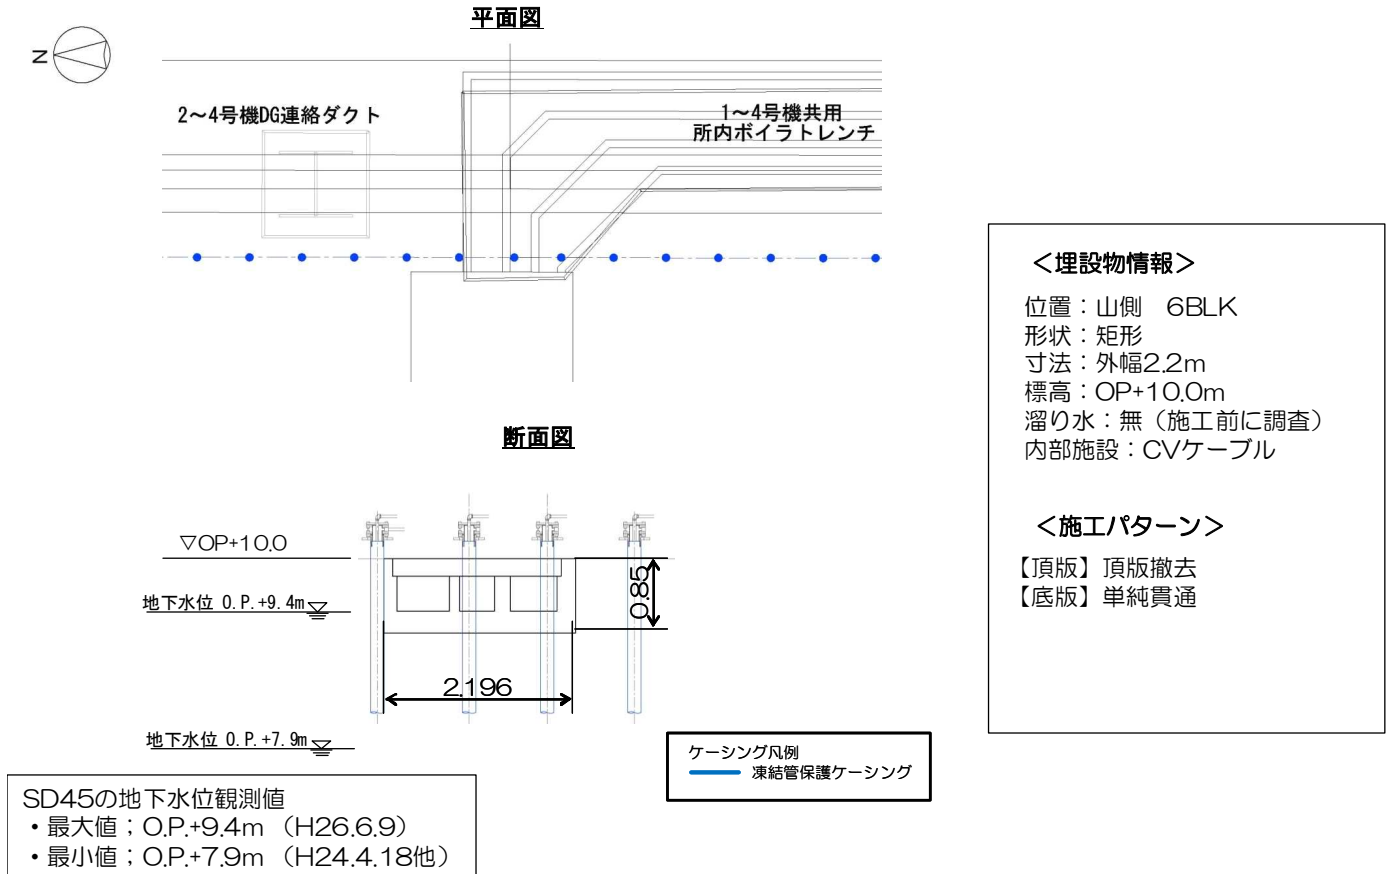 平面図
N
2～4号機DG連絡ダクト
1～4号機共用
所内ボイラトレンチ
＜埋設物情報＞
位置：山側　6BLK
形状：矩形
寸法：外幅2.2m
標高：OP+10.0m
溜り水：無（施工前に調査）
内部施設：CVケーブル
＜施工パターン＞
【頂版】頂版撤去
【底版】単純貫通
断面図
▽OP+10.0
地下水位 O.P.+9.4m
0.85
2.196
地下水位 O.P.+7.9m
ケーシング凡例
凍結管保護ケーシング
SD45の地下水位観測値
・最大値；O.P.+9.4m （H26.6.9）
・最小値；O.P.+7.9m （H24.4.18他）